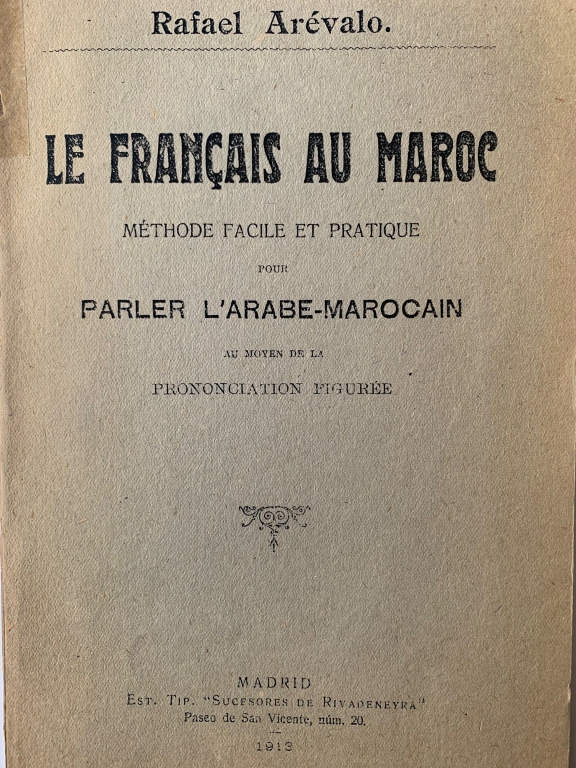 Rafael Arévalo.
LE FRANÇAIS AU MAROC
MÉTHODE FACILE ET PRATIQUE
POUR
PARLER L'ARABE-MAROCAIN
AU MOYEN DE LA
PRONONCIATION FIGURÉE
MADRID
EST. TIP. "SUCESORES DE RIVADENEYRA"
Paseo de San Vicente, núm. 20.
1913